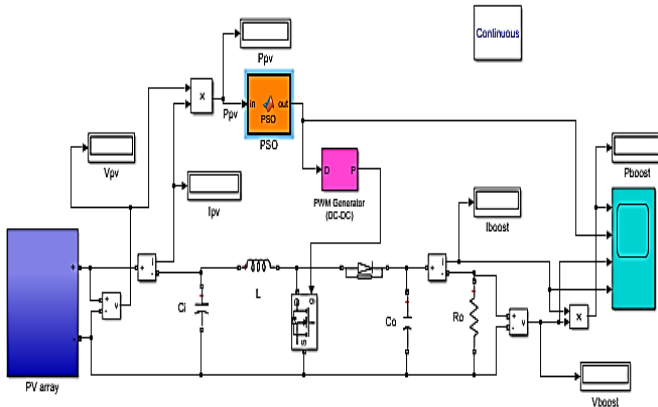 Continuous
Ppv
×
Ppv
in
PSO
out
PSO
Vpv
Ipv
D
P
PWM Generator
(DC-DC)
Pboost
Iboost
+
-
+
-
v
+
-
i
Ci
L
g
D
S
Co
+
-
i
Ro
+
-
v
×
PV array
Vboost